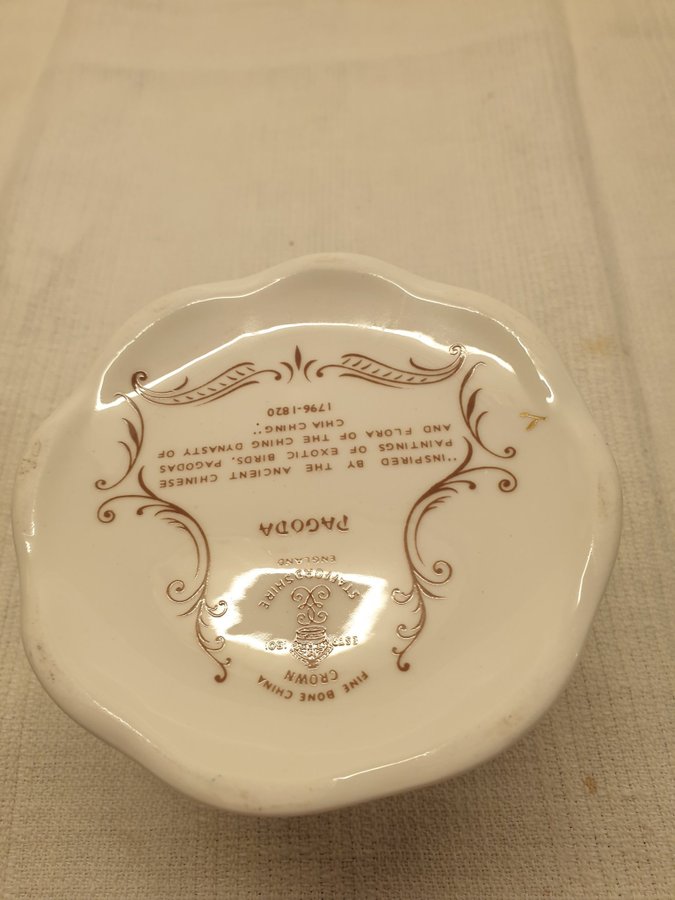 FINE BONE CHINA
CROWN
ESTD 1801
STAFFORDSHIRE
ENGLAND
PAGODA
"INSPIRED BY THE ANCIENT CHINESE
PAINTINGS OF EXOTIC BIRDS, PAGODAS
AND FLORA OF THE CHING DYNASTY OF
CHIA CHING".
1796-1820